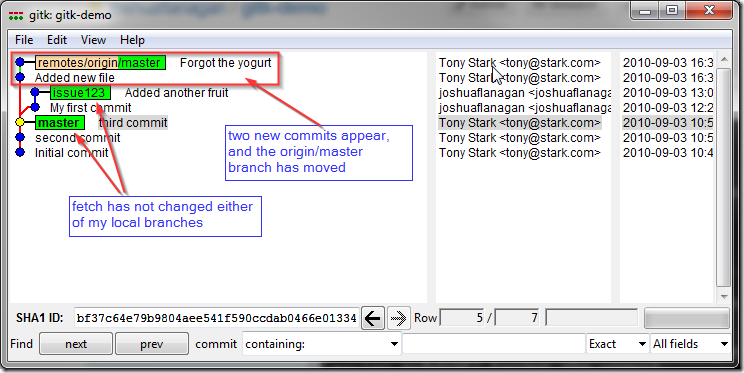 gitk: gitk-demo
File Edit View Help
remotes/origin/master Forgot the yogurt Tony Stark <tony@stark.com> 2010-09-03 16:3
Added new file Tony Stark <tony@stark.com> 2010-09-03 16:3
issue123 Added another fruit joshuaflanagan <joshuaflanaga 2010-09-03 13:0
My first commit joshuaflanagan <joshuaflanaga 2010-09-03 12:2
master third commit Tony Stark <tony@stark.com> 2010-09-03 10:5
second commit Tony Stark <tony@stark.com> 2010-09-03 10:5
Initial commit Tony Stark <tony@stark.com> 2010-09-03 10:4
two new commits appear,
and the origin/master
branch has moved
fetch has not changed either
of my local branches
SHA1 ID: bf37c64e79b9804aee541f590ccdab0466e01334 Row 5 / 7
Find next prev commit containing: Exact All fields